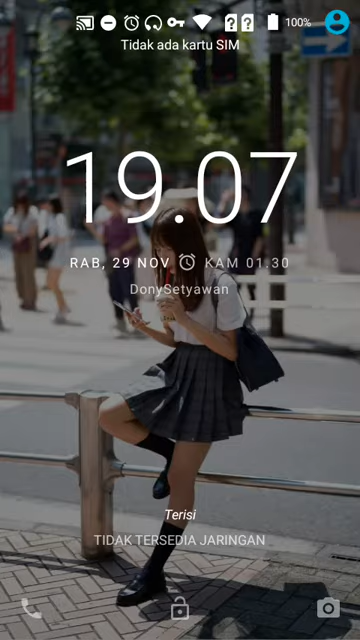 100%
Tidak ada kartu SIM
19.07
RAB, 29 NOV KAM 01.30
DonySetyawan
Terisi
TIDAK TERSEDIA JARINGAN